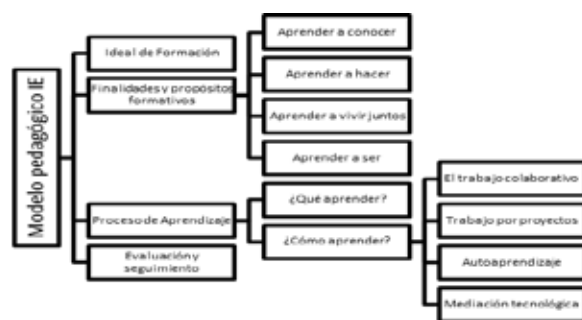 Modelo pedagógico IE
Ideal de Formación
Finalidades y propósitos
formativos
Proceso de Aprendizaje
Evaluación y
seguimiento
Aprender a conocer
Aprender a hacer
Aprender a vivir juntos
Aprender a ser
¿Qué aprender?
¿Cómo aprender?
El trabajo colaborativo
Trabajo por proyectos
Autoaprendizaje
Mediación tecnológica